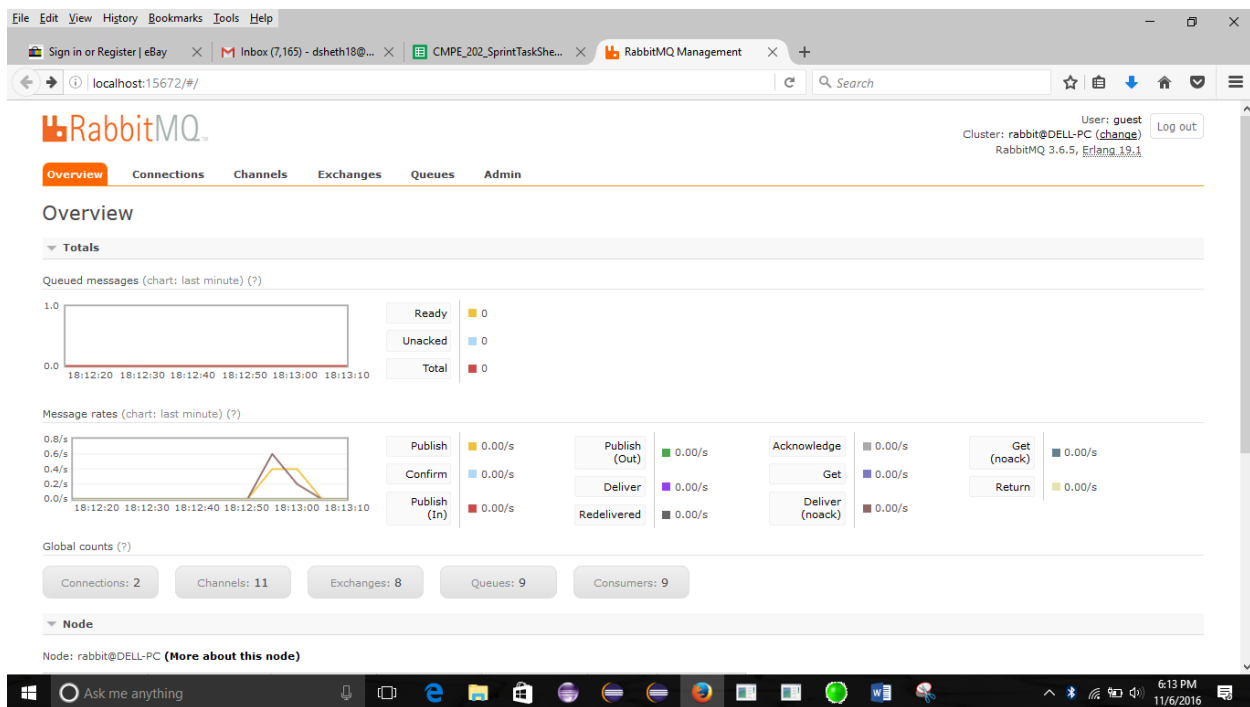 File Edit View History Bookmarks Tools Help
Sign in or Register | eBay
Inbox (7,165) - dsheth18@...
CMPE_202_SprintTaskShe...
RabbitMQ Management
localhost:15672/#/
Search
RabbitMQ
User: guest
Log out
Cluster: rabbit@DELL-PC (change)
RabbitMQ 3.6.5, Erlang 19.1
Overview Connections Channels Exchanges Queues Admin
Overview
Totals
Queued messages (chart: last minute) (?)
1.0
0.0
18:12:20 18:12:30 18:12:40 18:12:50 18:13:00 18:13:10
Ready 0
Unacked 0
Total 0
Message rates (chart: last minute) (?)
0.8/s
0.6/s
0.4/s
0.2/s
0.0/s
18:12:20 18:12:30 18:12:40 18:12:50 18:13:00 18:13:10
Publish 0.00/s
Confirm 0.00/s
Publish (In) 0.00/s
Publish (Out) 0.00/s
Deliver 0.00/s
Redelivered 0.00/s
Acknowledge 0.00/s
Get 0.00/s
Deliver (noack) 0.00/s
Get (noack) 0.00/s
Return 0.00/s
Global counts (?)
Connections: 2
Channels: 11
Exchanges: 8
Queues: 9
Consumers: 9
Node
Node: rabbit@DELL-PC (More about this node)
Ask me anything
6:13 PM
11/6/2016